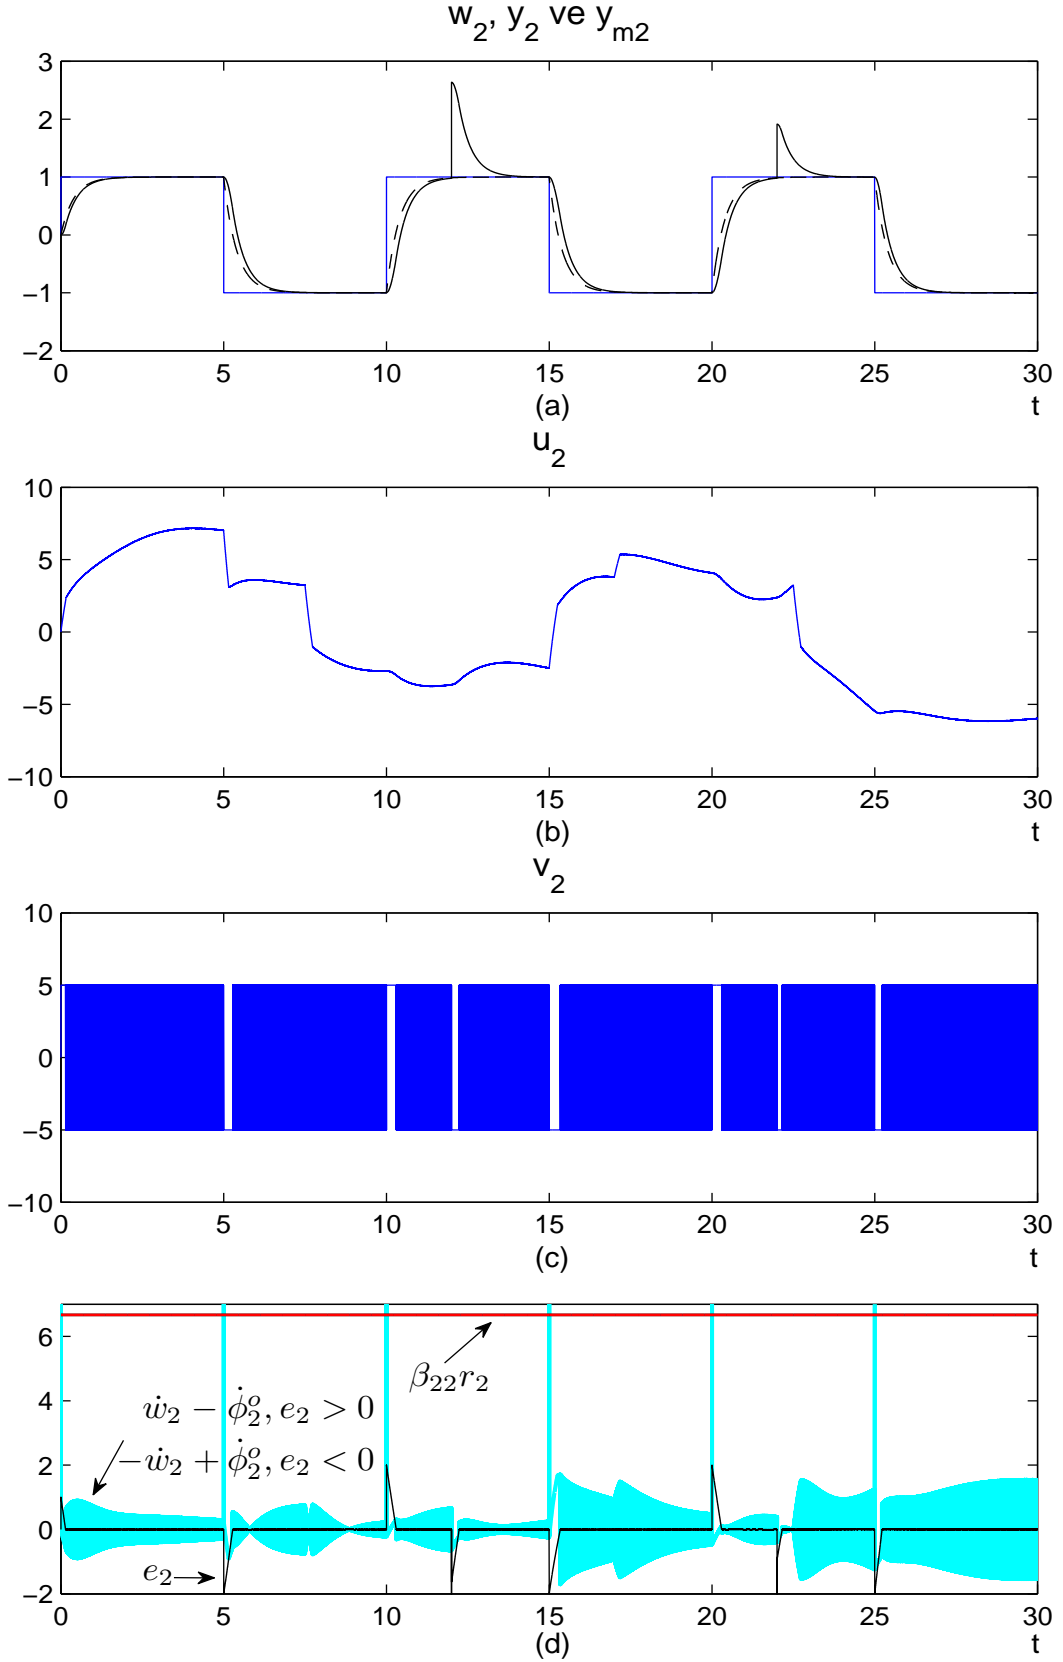 w₂, y₂ ve yₘ₂
3
2
1
0
−1
−2
0 5 10 15 20 25 30
(a) t
u₂
10
5
0
−5
−10
0 5 10 15 20 25 30
(b) t
v₂
10
5
0
−5
−10
0 5 10 15 20 25 30
(c) t
6
4
2
0
−2
β₂₂r₂
ẇ₂ − φ̇₂ᵒ, e₂ > 0
−ẇ₂ + φ̇₂ᵒ, e₂ < 0
e₂
0 5 10 15 20 25 30
(d) t